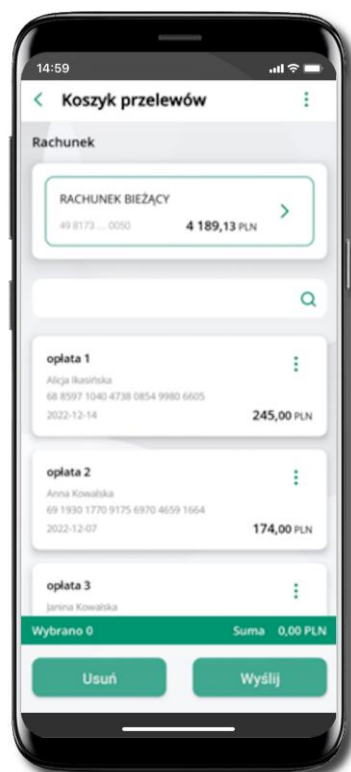 14:59
Koszyk przelewów
Rachunek
RACHUNEK BIEŻĄCY
49 8173 ... 0050 4 189,13 PLN
opłata 1
Alicja Ikasińska
68 8597 1040 4738 0854 9980 6605
2022-12-14 245,00 PLN
opłata 2
Anna Kowalska
69 1930 1770 9175 6970 4659 1664
2022-12-07 174,00 PLN
opłata 3
Janina Kowalska
Wybrano 0 Suma 0,00 PLN
Usuń Wyślij